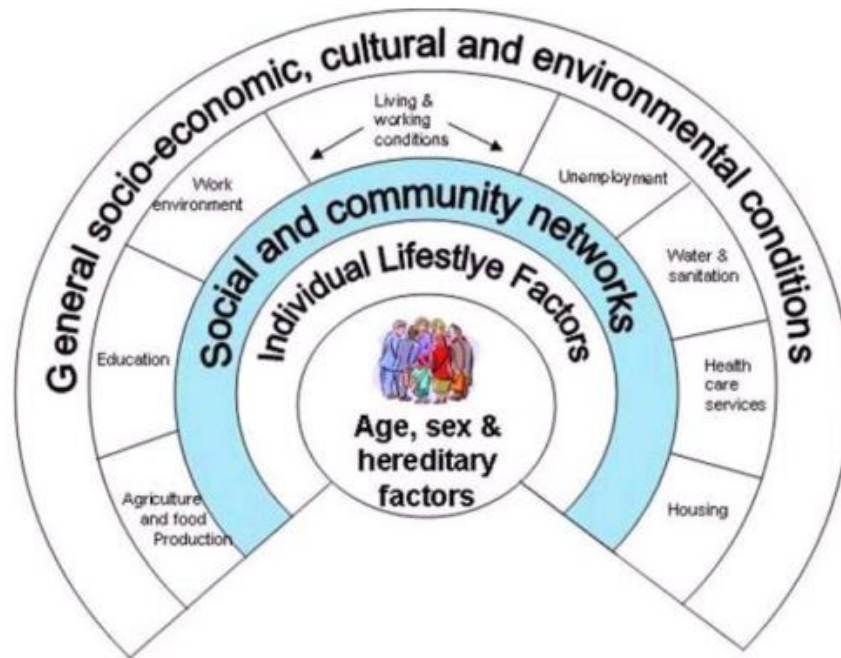 General socio-economic, cultural and environmental conditions
Living &
working
conditions
Work
environment
Unemployment
Education
Water &
sanitation
Agriculture
and food
Production
Health
care
services
Housing
Social and community networks
Individual Lifestlye Factors
Age, sex &
hereditary
factors